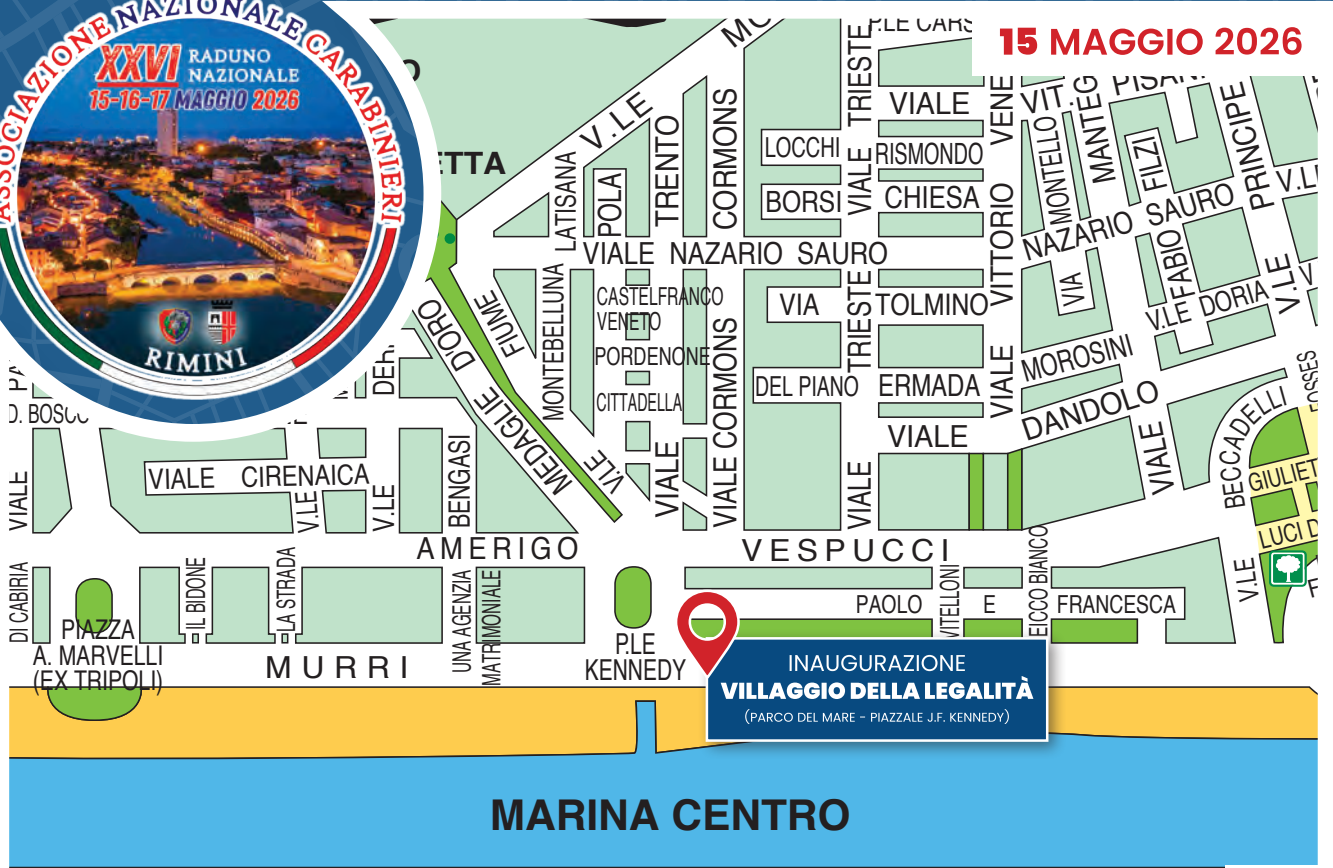 ASSOCIAZIONE NAZIONALE CARABINIERI
XXVI RADUNO
NAZIONALE
15-16-17 MAGGIO 2026
RIMINI
15 MAGGIO 2026
P.LE CARS
VIALE
LOCCHI
RISMONDO
BORSI
CHIESA
V.LE
LATISANA
POLA
TRENTO
CORMONS
VIALE TRIESTE
VIALE VITTORIO VENE
VIT.
MONTELLO
VIA
MANTEG
PISANI
FILZI
FABIO
V.LE
PRINCIPE
V.LE
ETTA
VIALE NAZARIO SAURO
NAZARIO SAURO
CASTELFRANCO
VENETO
PORDENONE
CITTADELLA
VIA TOLMINO
TRIESTE
DEL PIANO
ERMADA
VIALE
DANDOLO
MOROSINI
V.LE DORIA
VIA
VIALE
BECCADELLI
V.LE
GIULIET
LUCI D
MEDAGLIE D'ORO
V.LE FIUME
MONTEBELLUNA
VIALE
VIALE CORMONS
VIALE
D. BOSCO
VIALE
VIALE CIRENAICA
V.LE
V.LE
BENGASI
AMERIGO VESPUCCI
DI CABIRIA
IL BIDONE
LA STRADA
UNA AGENZIA
MATRIMONIALE
PAOLO E FRANCESCA
VITELLONI
EICCO BIANCO
PIAZZA
A. MARVELLI
(EX TRIPOLI)
MURRI
P.LE
KENNEDY
INAUGURAZIONE
VILLAGGIO DELLA LEGALITÀ
(PARCO DEL MARE - PIAZZALE J.F. KENNEDY)
MARINA CENTRO